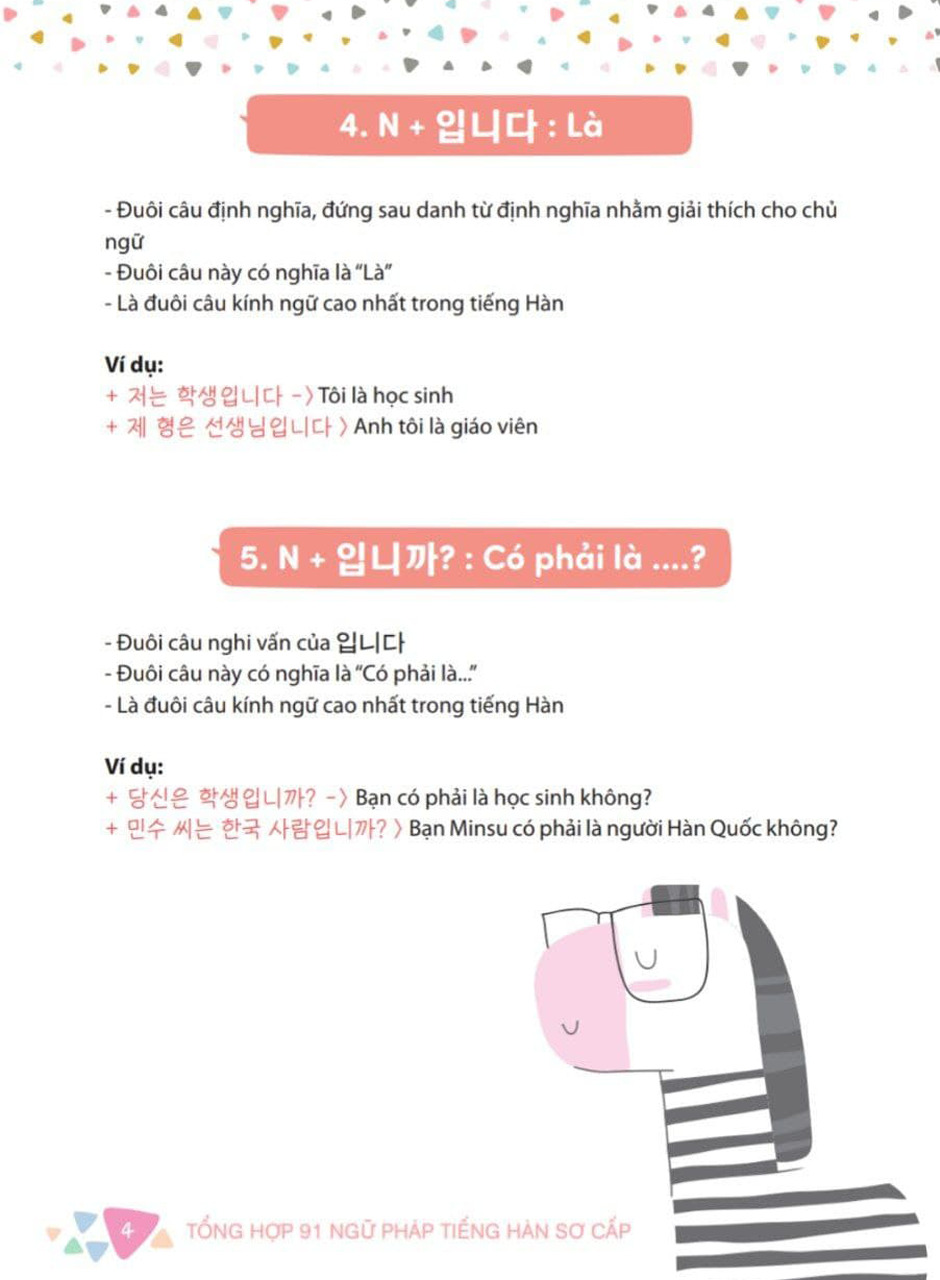 4. N + 입니다 : Là
- Đuôi câu định nghĩa, đứng sau danh từ định nghĩa nhằm giải thích cho chủ
ngữ
- Đuôi câu này có nghĩa là “Là”
- Là đuôi câu kính ngữ cao nhất trong tiếng Hàn
Ví dụ:
+ 저는 학생입니다 -〉Tôi là học sinh
+ 제 형은 선생님입니다 〉Anh tôi là giáo viên
5. N + 입니까? : Có phải là ....?
- Đuôi câu nghi vấn của 입니다
- Đuôi câu này có nghĩa là “Có phải là...”
- Là đuôi câu kính ngữ cao nhất trong tiếng Hàn
Ví dụ:
+ 당신은 학생입니까? -〉Bạn có phải là học sinh không?
+ 민수 씨는 한국 사람입니까? 〉Bạn Minsu có phải là người Hàn Quốc không?
4 TỔNG HỢP 91 NGỮ PHÁP TIẾNG HÀN SƠ CẤP